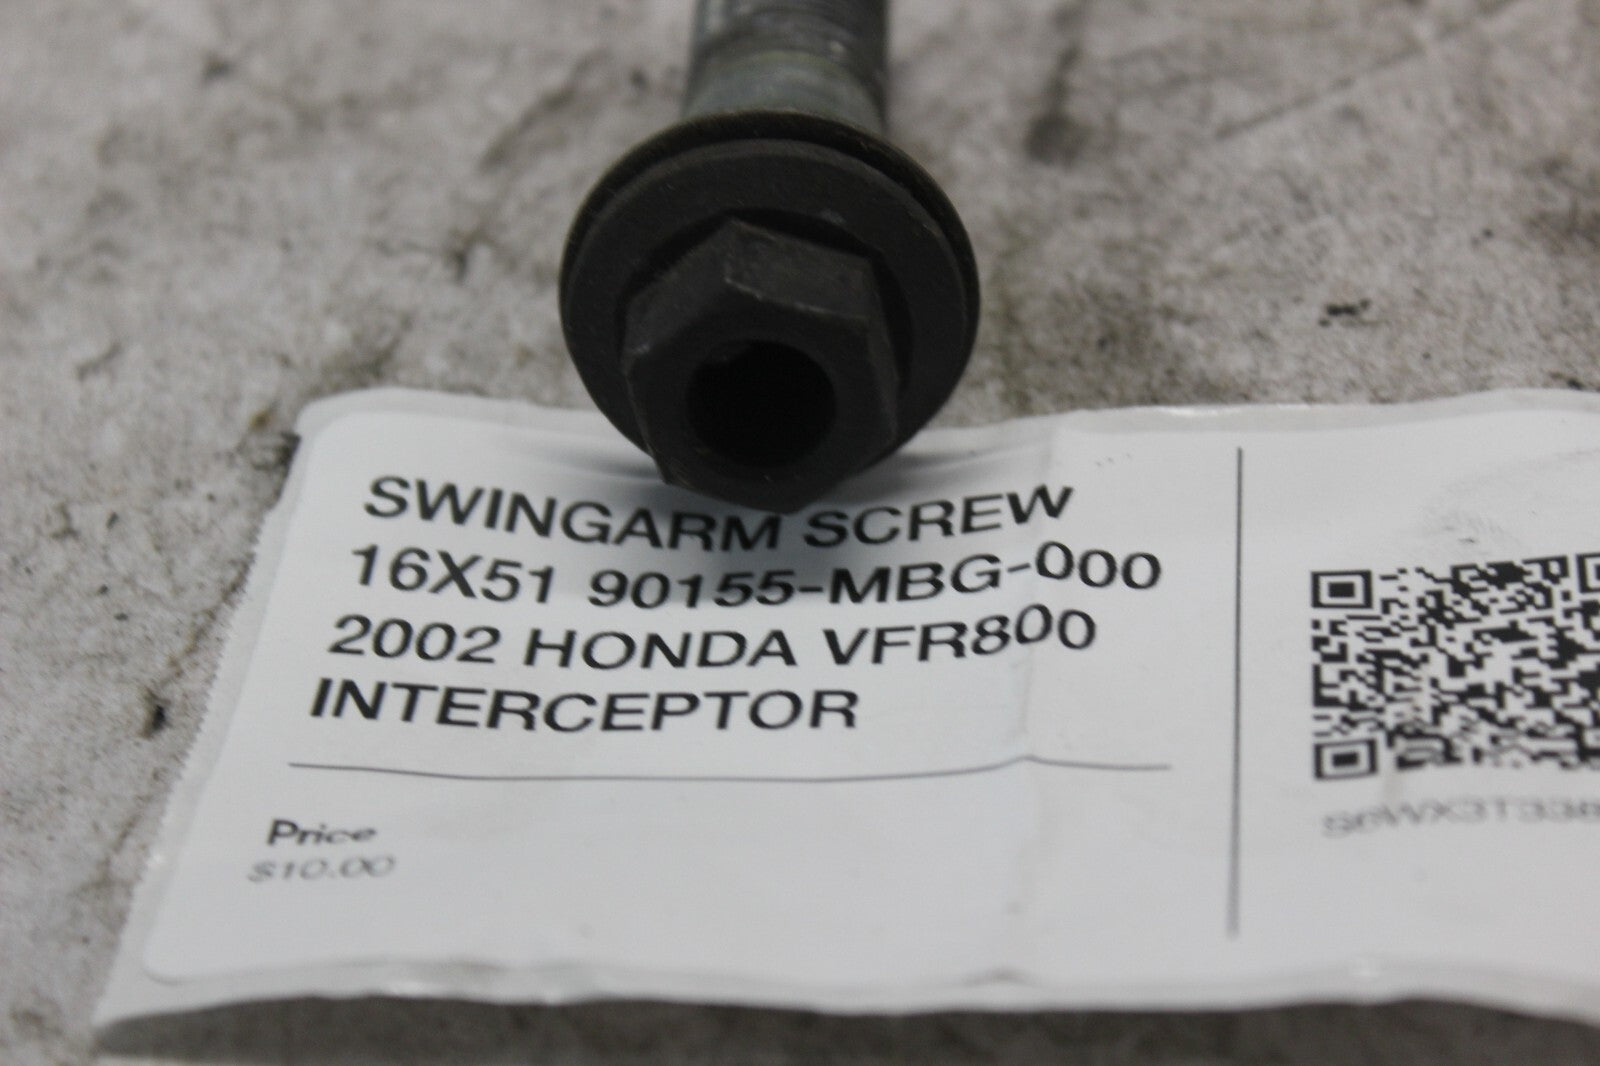 SWINGARM SCREW
16X51 90155-MBG-000
2002 HONDA VFR800
INTERCEPTOR
Price
$10.00